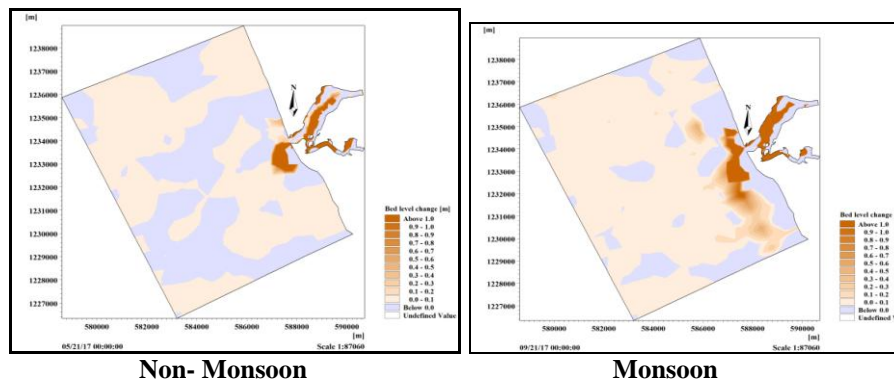 [m]
1239000
1238000
1237000
1236000
1235000
1234000
1233000
1232000
1231000
1230000
1229000
1228000
1227000
N
Bed level change [m]
Above 1.0
0.9 - 1.0
0.8 - 0.9
0.7 - 0.8
0.6 - 0.7
0.5 - 0.6
0.4 - 0.5
0.3 - 0.4
0.2 - 0.3
0.1 - 0.2
0.0 - 0.1
Below 0.0
Undefined Value
580000 582000 584000 586000 588000 590000
[m]
05/21/17 00:00:00 Scale 1:87060
Non- Monsoon
[m]
1239000
1238000
1237000
1236000
1235000
1234000
1233000
1232000
1231000
1230000
1229000
1228000
1227000
N
Bed level change [m]
Above 1.0
0.9 - 1.0
0.8 - 0.9
0.7 - 0.8
0.6 - 0.7
0.5 - 0.6
0.4 - 0.5
0.3 - 0.4
0.2 - 0.3
0.1 - 0.2
0.0 - 0.1
Below 0.0
Undefined V
580000 582000 584000 586000 588000 590000
[m]
09/21/17 00:00:00 Scale 1:87060
Monsoon